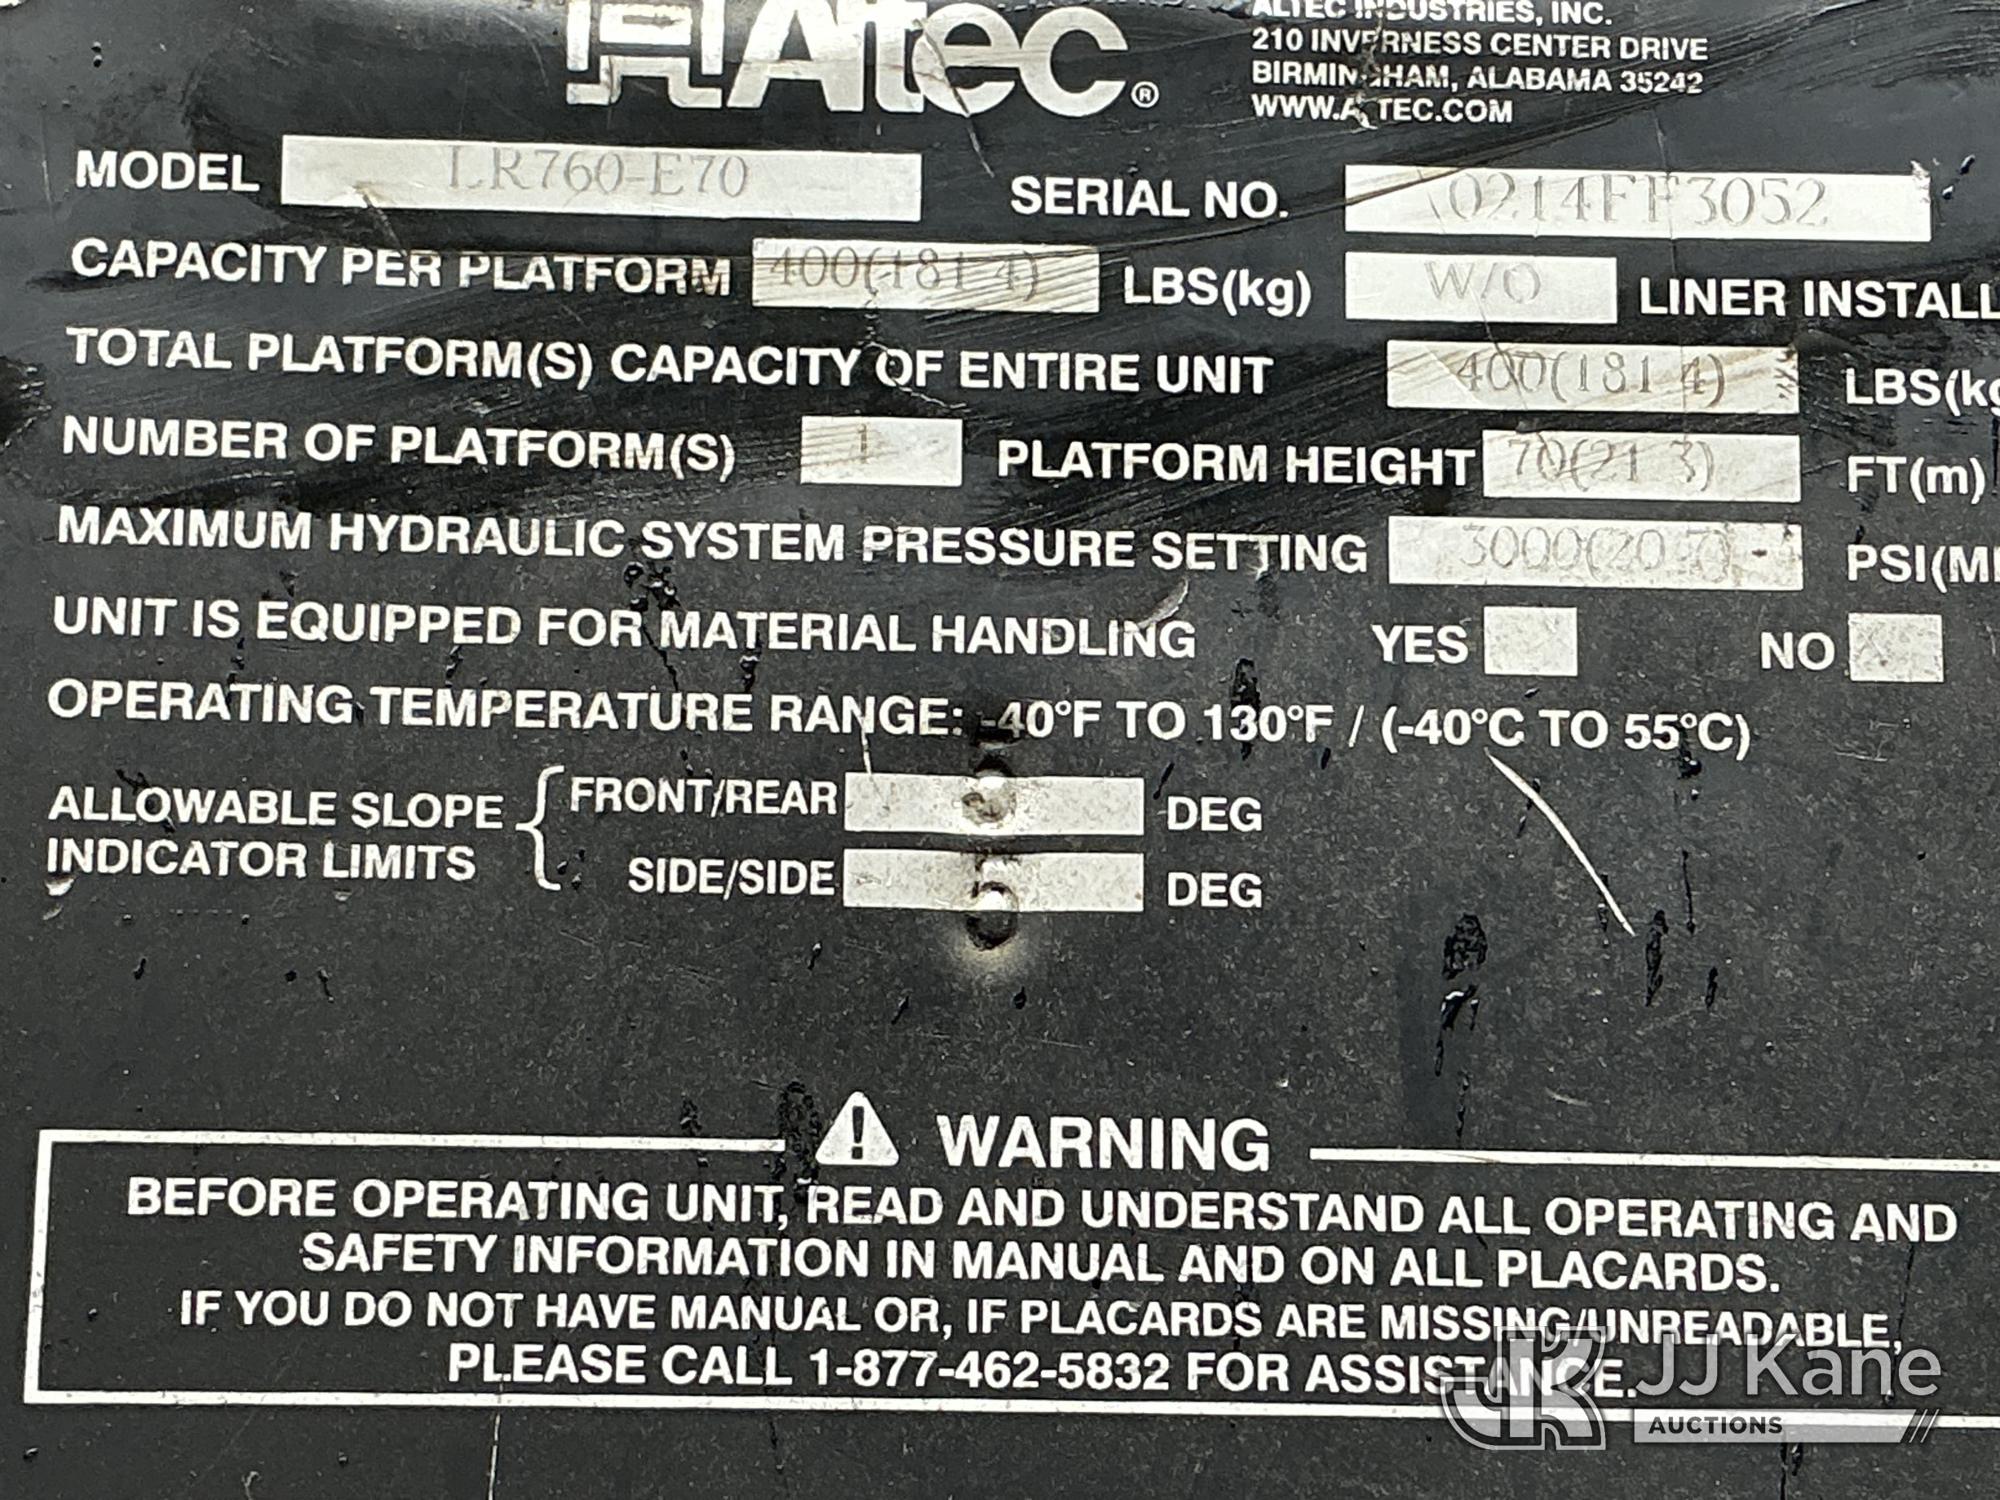 Altec®
ALTEC INDUSTRIES, INC.
210 INVERNESS CENTER DRIVE
BIRMINGHAM, ALABAMA 35242
WWW.ALTEC.COM
MODEL LR760-E70 SERIAL NO. 0214FF3052
CAPACITY PER PLATFORM 400(181 4) LBS(kg) W/O LINER INSTALL
TOTAL PLATFORM(S) CAPACITY OF ENTIRE UNIT 400(181 4) LBS(kg
NUMBER OF PLATFORM(S) 1 PLATFORM HEIGHT 70(21 3) FT(m)
MAXIMUM HYDRAULIC SYSTEM PRESSURE SETTING 3000(20 7) PSI(M
UNIT IS EQUIPPED FOR MATERIAL HANDLING YES NO
OPERATING TEMPERATURE RANGE: -40°F TO 130°F / (-40°C TO 55°C)
ALLOWABLE SLOPE INDICATOR LIMITS
FRONT/REAR DEG
SIDE/SIDE 5 DEG
WARNING
BEFORE OPERATING UNIT, READ AND UNDERSTAND ALL OPERATING AND
SAFETY INFORMATION IN MANUAL AND ON ALL PLACARDS.
IF YOU DO NOT HAVE MANUAL OR, IF PLACARDS ARE MISSING/UNREADABLE,
PLEASE CALL 1-877-462-5832 FOR ASSISTANCE.
JK JJ Kane
AUCTIONS